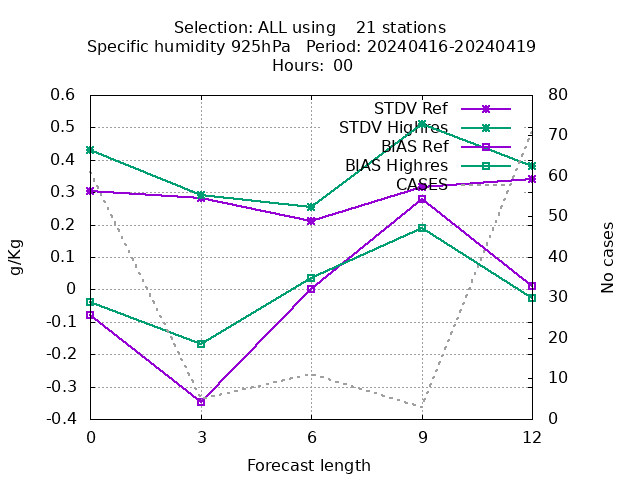 Selection: ALL using    21 stations
Specific humidity 925hPa   Period: 20240416-20240419
Hours:  00
STDV Ref
STDV Highres
BIAS Ref
BIAS Highres
CASES
0.6
0.5
0.4
0.3
0.2
0.1
0
-0.1
-0.2
-0.3
-0.4
g/Kg
80
70
60
50
40
30
20
10
0
No cases
0 3 6 9 12
Forecast length